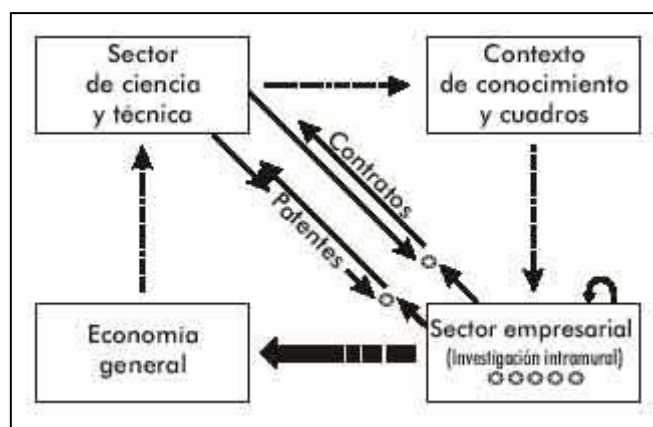 Sector
de ciencia
y técnica
Contexto
de conocimiento
y cuadros
Contratos
Patentes
Economía
general
Sector empresarial
(Investigación intramural)